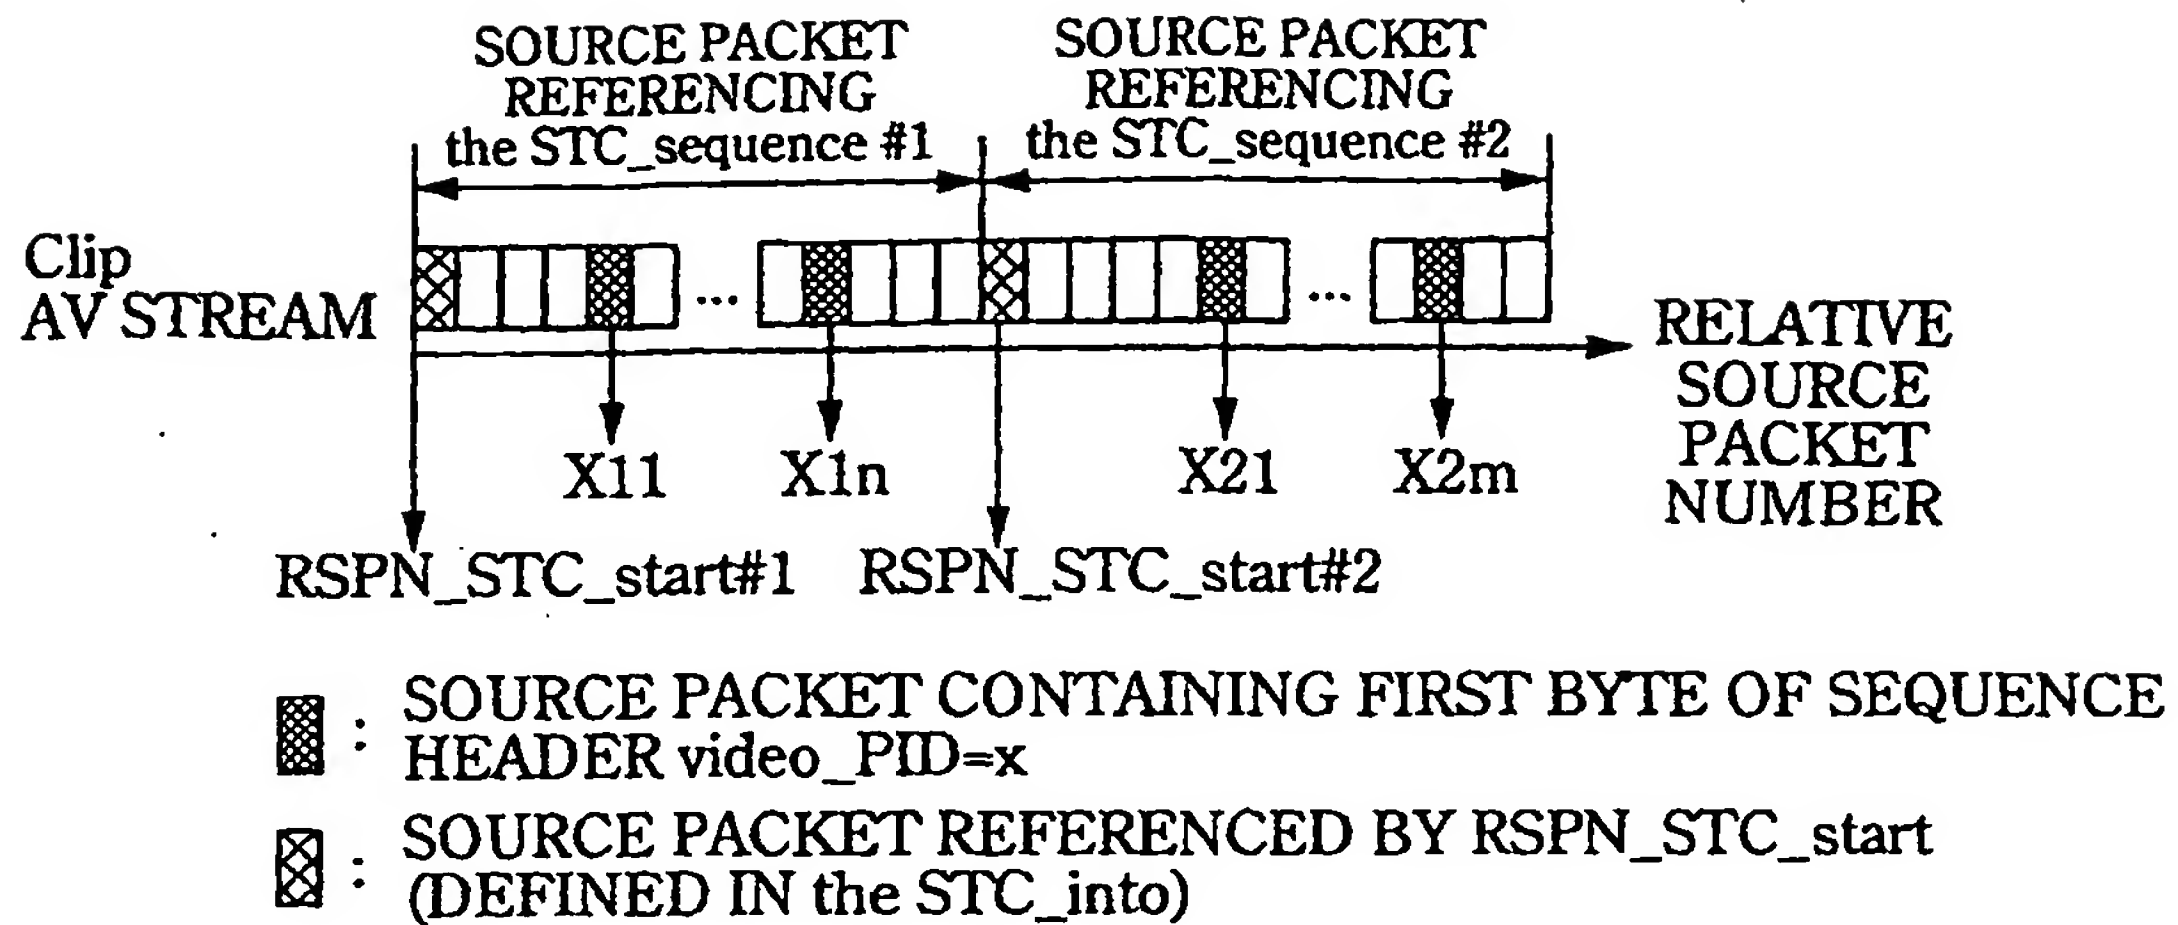 SOURCE PACKET
REFERENCING
the STC_sequence #1
SOURCE PACKET
REFERENCING
the STC_sequence #2
Clip
AV STREAM
...
...
RELATIVE
SOURCE
PACKET
NUMBER
X11
X1n
X21
X2m
RSPN_STC_start#1
RSPN_STC_start#2
: SOURCE PACKET CONTAINING FIRST BYTE OF SEQUENCE
HEADER video_PID=x
: SOURCE PACKET REFERENCED BY RSPN_STC_start
(DEFINED IN the STC_into)